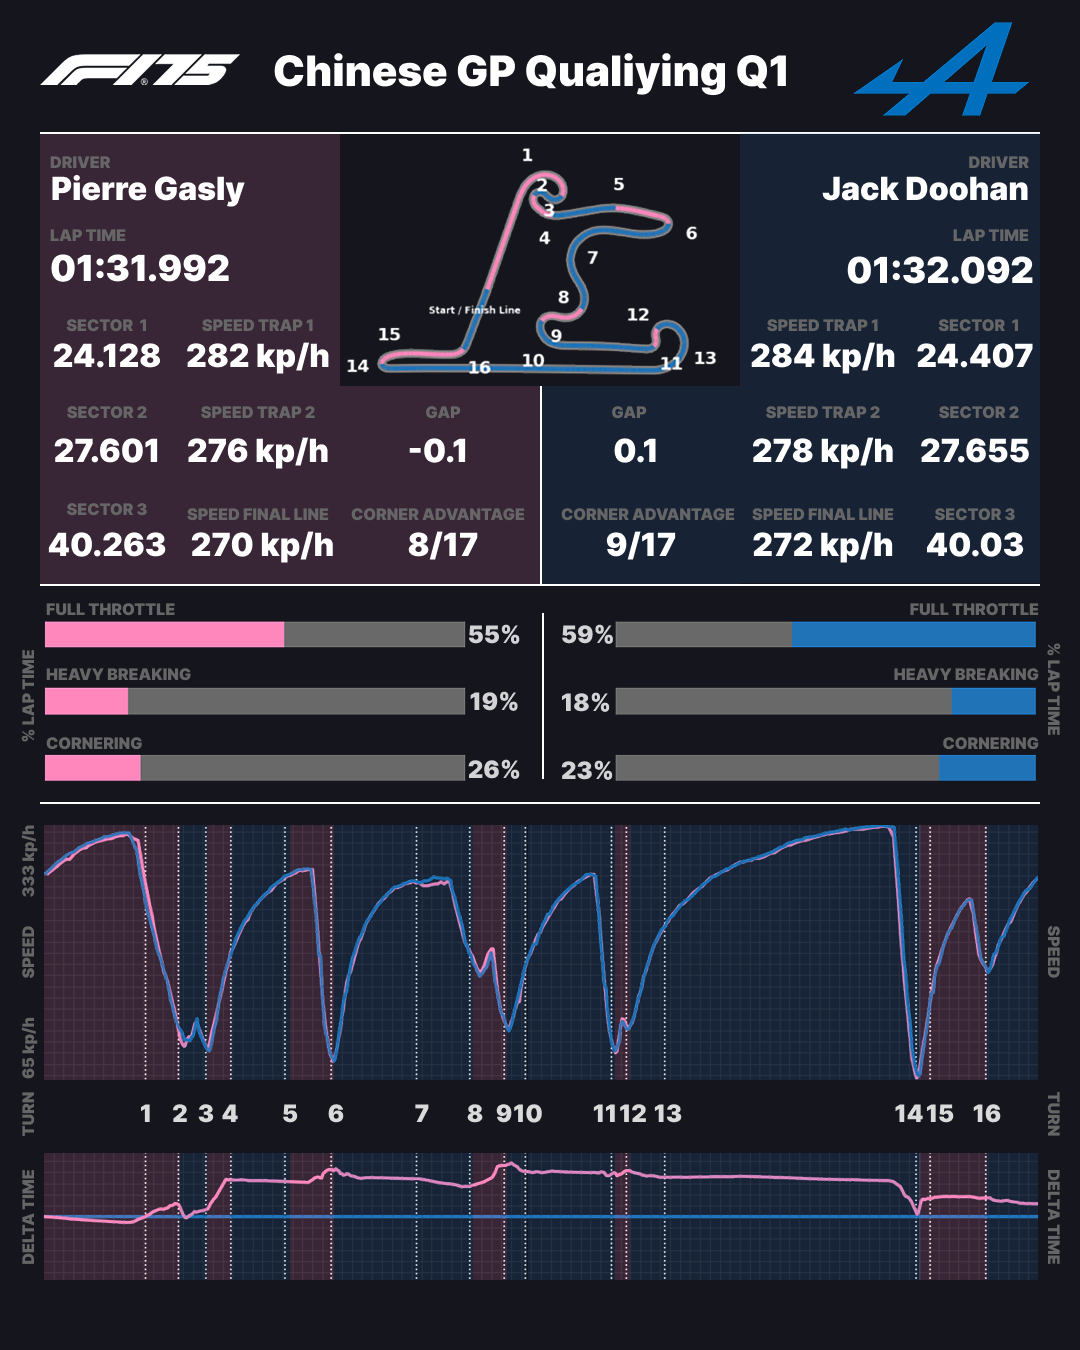 F1 75 ®
Chinese GP Qualiying Q1
DRIVER
Pierre Gasly
LAP TIME
01:31.992
SECTOR 1
SPEED TRAP 1
24.128
282 kp/h
SECTOR 2
SPEED TRAP 2
GAP
27.601
276 kp/h
-0.1
SECTOR 3
SPEED FINAL LINE
CORNER ADVANTAGE
40.263
270 kp/h
8/17
1
2
3
4
5
6
7
8
9
10
11
12
13
14
15
16
Start / Finish Line
DRIVER
Jack Doohan
LAP TIME
01:32.092
SPEED TRAP 1
SECTOR 1
284 kp/h
24.407
GAP
SPEED TRAP 2
SECTOR 2
0.1
278 kp/h
27.655
CORNER ADVANTAGE
SPEED FINAL LINE
SECTOR 3
9/17
272 kp/h
40.03
% LAP TIME
FULL THROTTLE
55%
HEAVY BREAKING
19%
CORNERING
26%
FULL THROTTLE
59%
HEAVY BREAKING
18%
CORNERING
23%
% LAP TIME
333 kp/h
SPEED
65 kp/h
SPEED
TURN
1 2 3 4 5 6 7 8 9 10 11 12 13 14 15 16
TURN
DELTA TIME
DELTA TIME